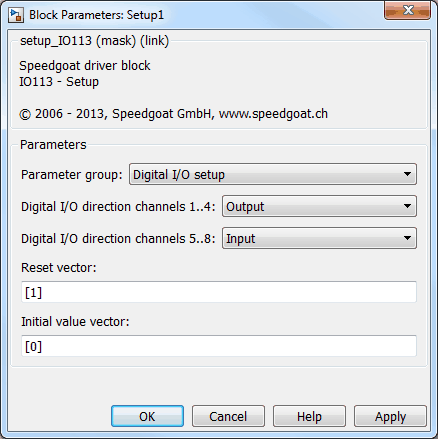 Block Parameters: Setup1
setup_IO113 (mask) (link)
Speedgoat driver block
IO113 - Setup
© 2006 - 2013, Speedgoat GmbH, www.speedgoat.ch
Parameters
Parameter group: Digital I/O setup
Digital I/O direction channels 1..4: Output
Digital I/O direction channels 5..8: Input
Reset vector:
[1]
Initial value vector:
[0]
OK Cancel Help Apply